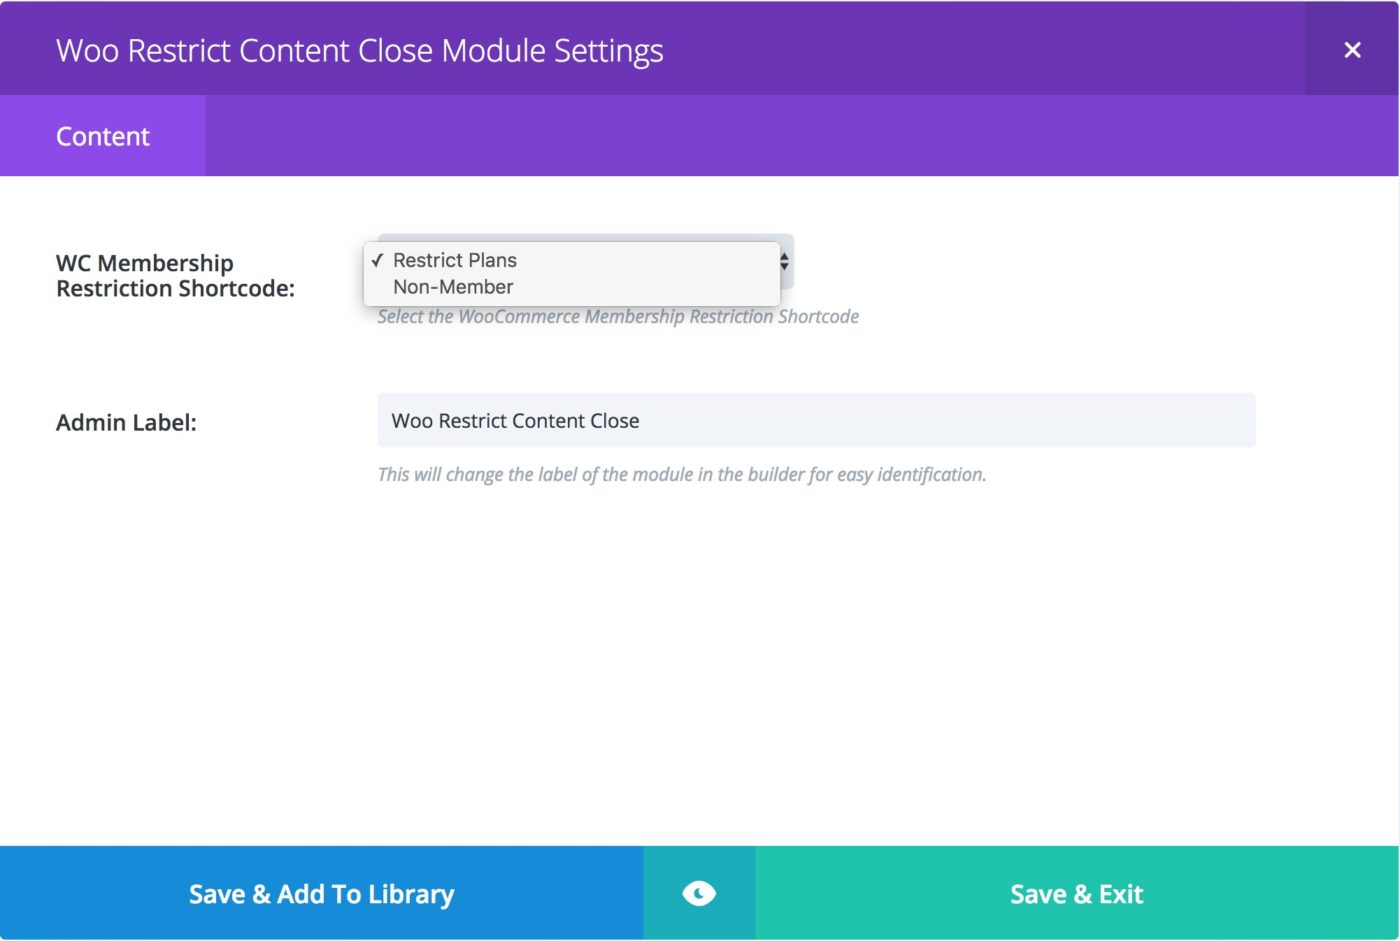 Woo Restrict Content Close Module Settings
Content
WC Membership
Restriction Shortcode:
✓ Restrict Plans
Non-Member
Select the WooCommerce Membership Restriction Shortcode
Admin Label:
Woo Restrict Content Close
This will change the label of the module in the builder for easy identification.
Save & Add To Library
Save & Exit